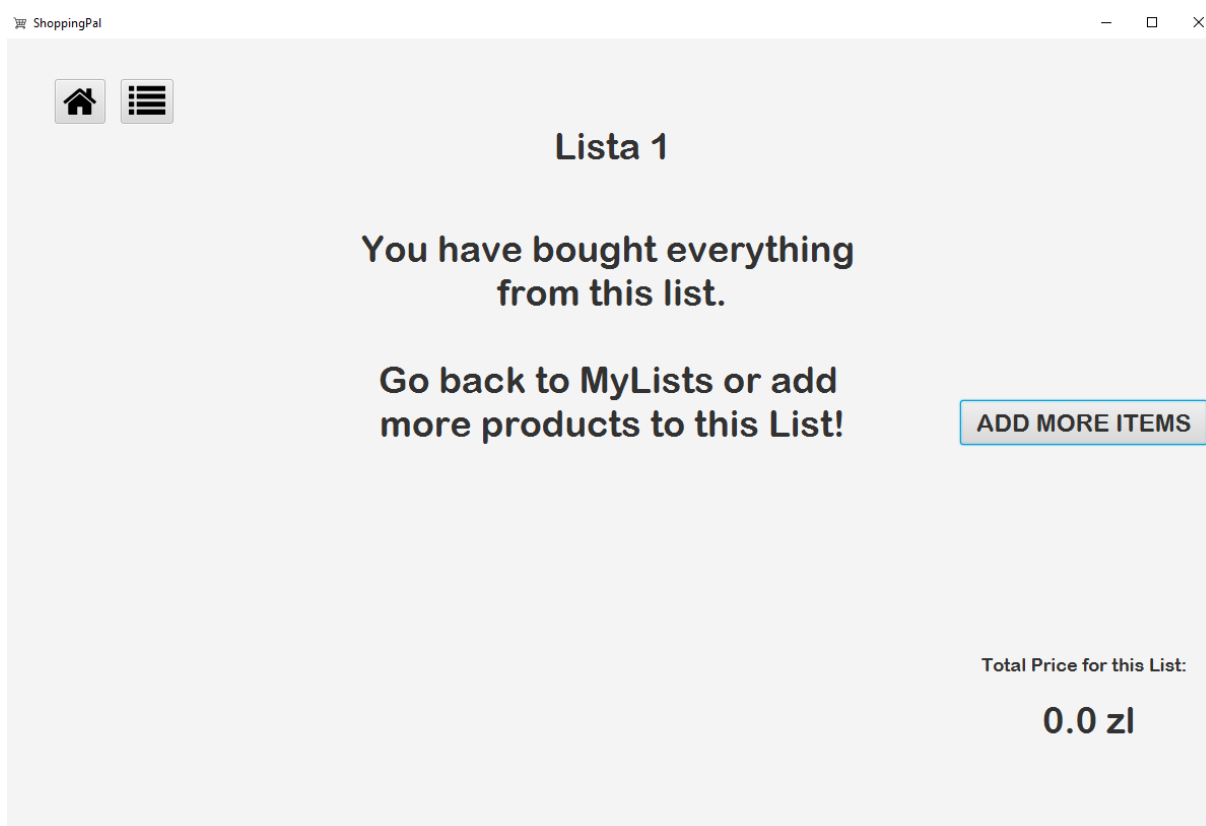 ShoppingPal
Lista 1
You have bought everything
from this list.
Go back to MyLists or add
more products to this List!
ADD MORE ITEMS
Total Price for this List:
0.0 zl